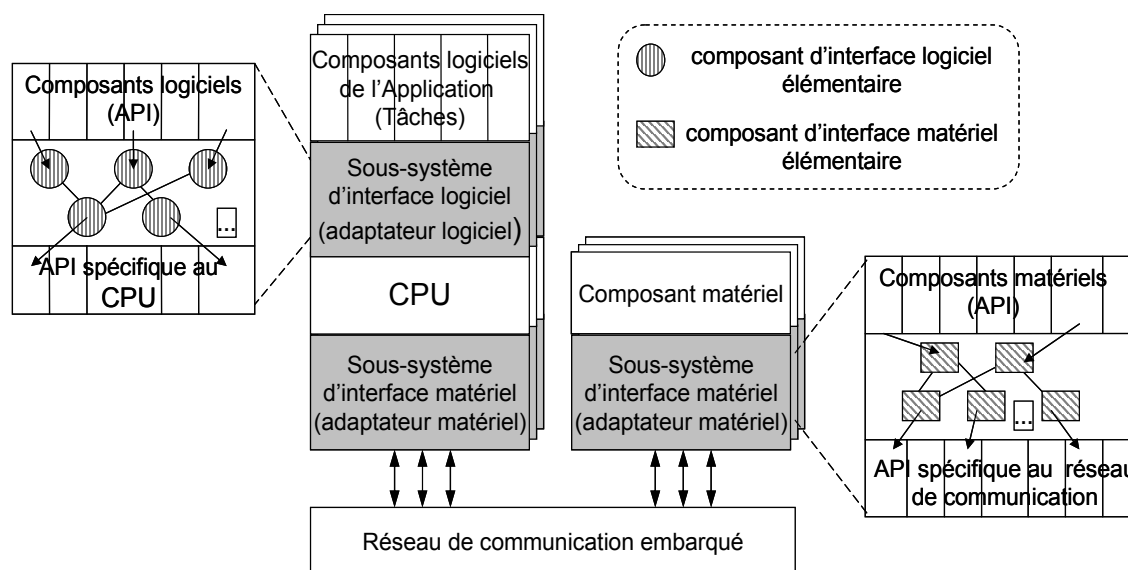 Composants logiciels
(API)
API spécifique au
CPU
...
Composants logiciels
de l'Application
(Tâches)
Sous-système
d'interface logiciel
(adaptateur logiciel)
CPU
Sous-système
d'interface matériel
(adaptateur matériel)
Composant matériel
Sous-système
d'interface matériel
(adaptateur matériel)
Réseau de communication embarqué
composant d'interface logiciel
élémentaire
composant d'interface matériel
élémentaire
Composants matériels
(API)
...
API spécifique au réseau
de communication